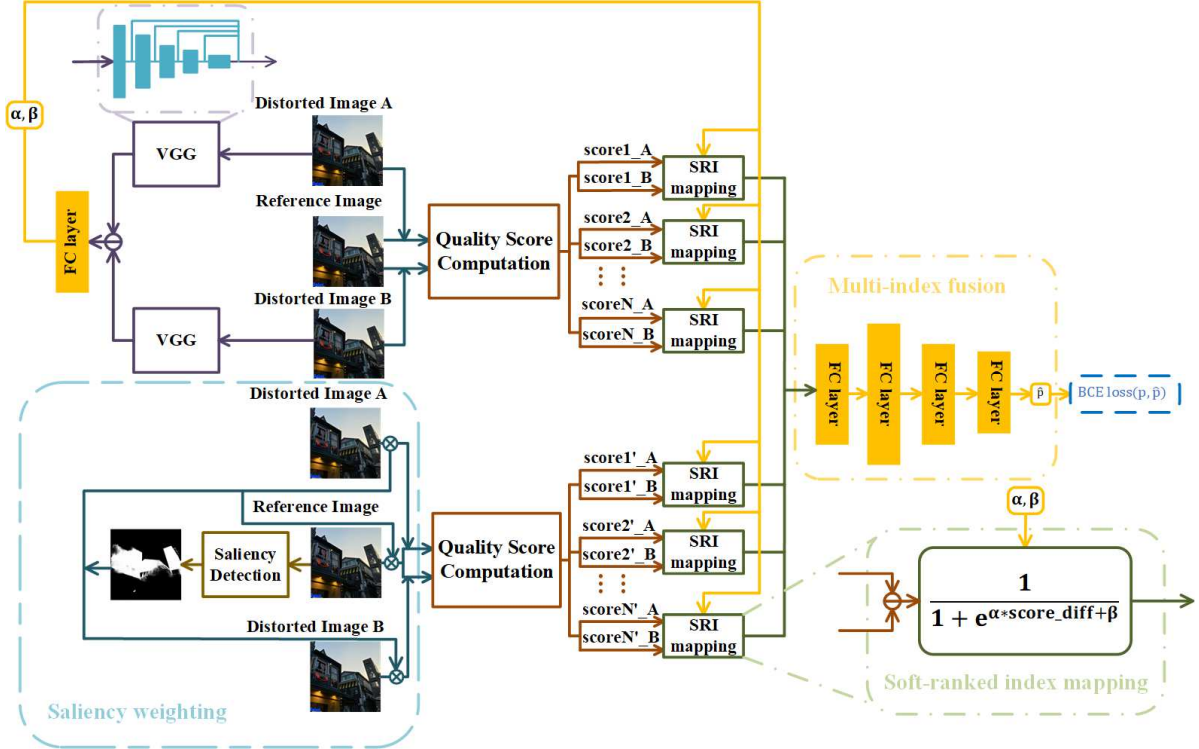 α, β
Distorted Image A
VGG
Reference Image
FC layer
Distorted Image B
VGG
Quality Score
Computation
score1_A
score1_B
score2_A
score2_B
scoreN_A
scoreN_B
SRI
mapping
SRI
mapping
SRI
mapping
Multi-index fusion
FC layer
FC layer
FC layer
FC layer
p̂
BCE loss(p, p̂)
Distorted Image A
Reference Image
Saliency
Detection
Distorted Image B
Saliency weighting
Quality Score
Computation
score1'_A
score1'_B
score2'_A
score2'_B
scoreN'_A
scoreN'_B
SRI
mapping
SRI
mapping
SRI
mapping
α, β
1
1 + e^α*score_diff+β
Soft-ranked index mapping